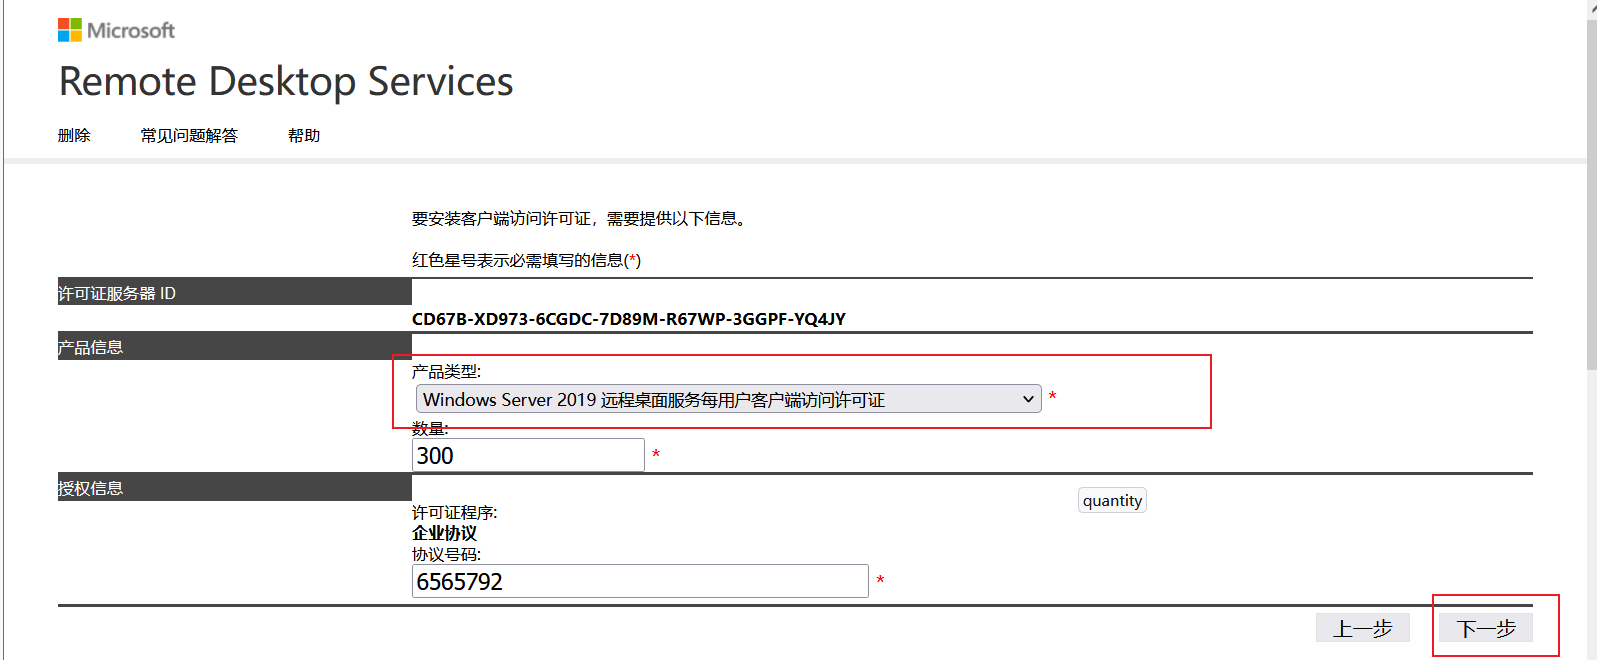 Microsoft
Remote Desktop Services
删除 常见问题解答 帮助
要安装客户端访问许可证，需要提供以下信息。
红色星号表示必需填写的信息(*)
许可证服务器 ID
CD67B-XD973-6CGDC-7D89M-R67WP-3GGPF-YQ4JY
产品信息
产品类型:
Windows Server 2019 远程桌面服务每用户客户端访问许可证 *
数量:
300 *
授权信息
quantity
许可证程序:
企业协议
协议号码:
6565792 *
上一步 下一步